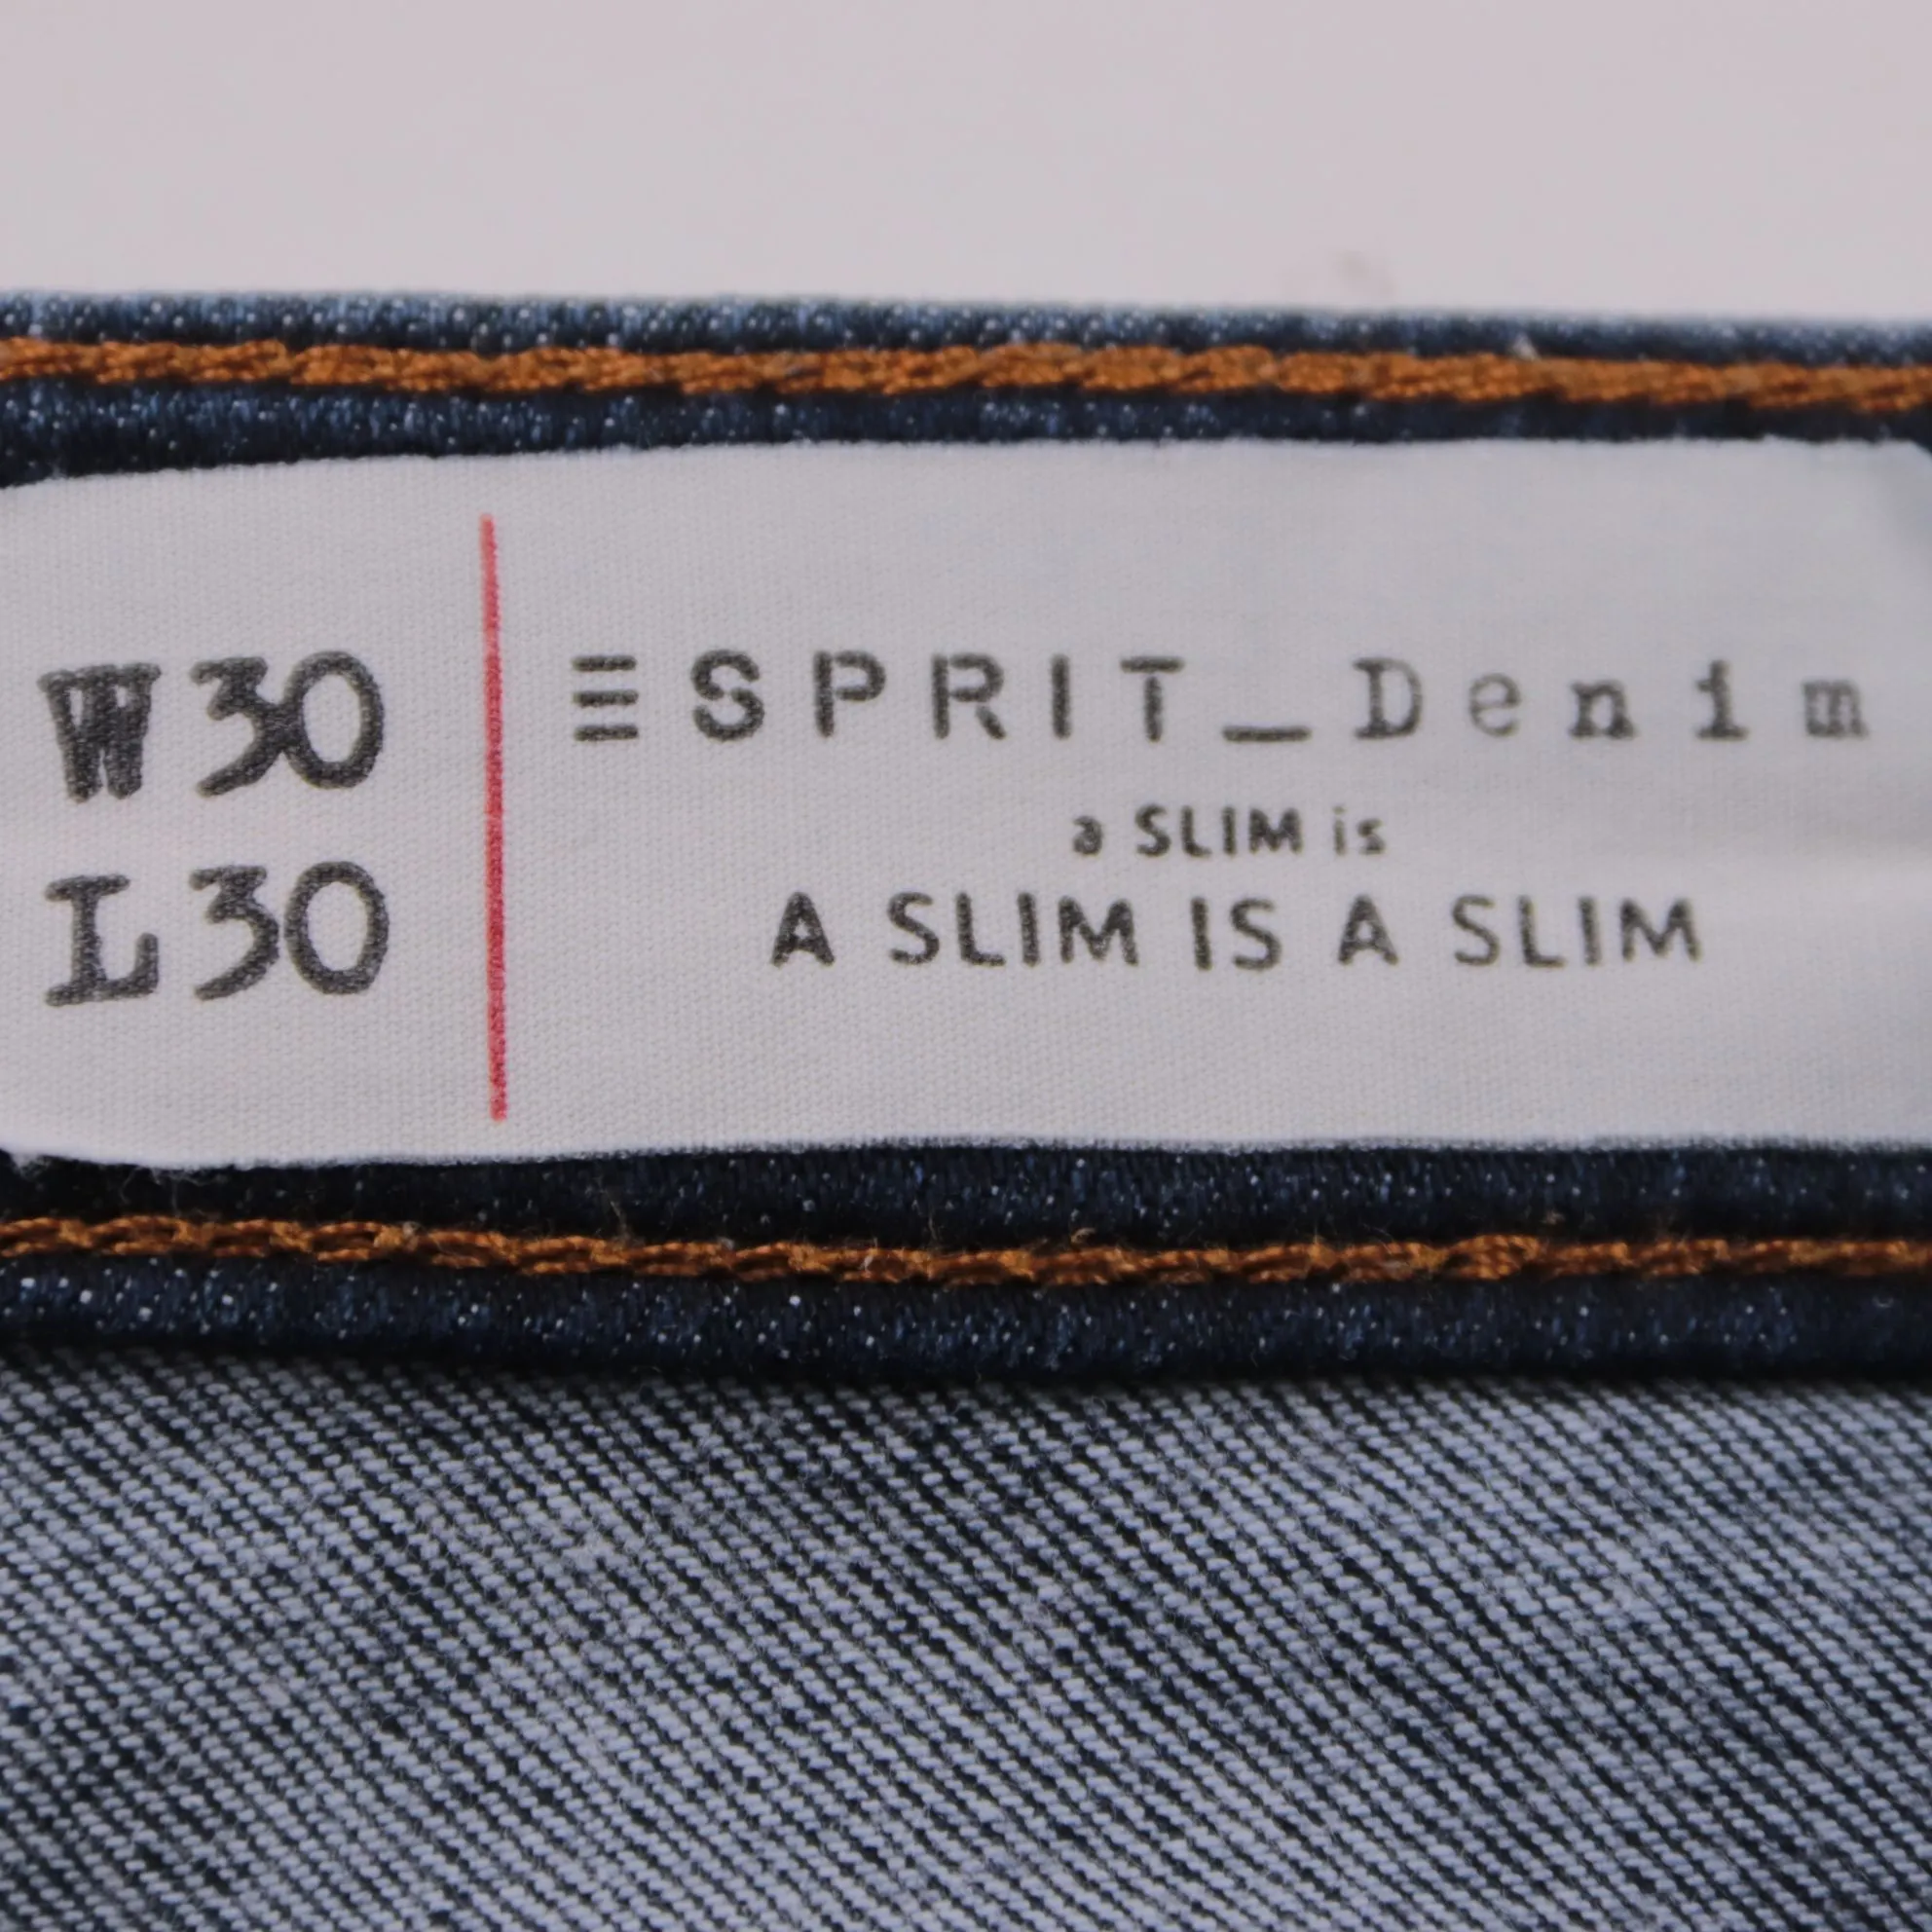 W30
L30
ESPRIT_Denim
a SLIM is
A SLIM IS A SLIM